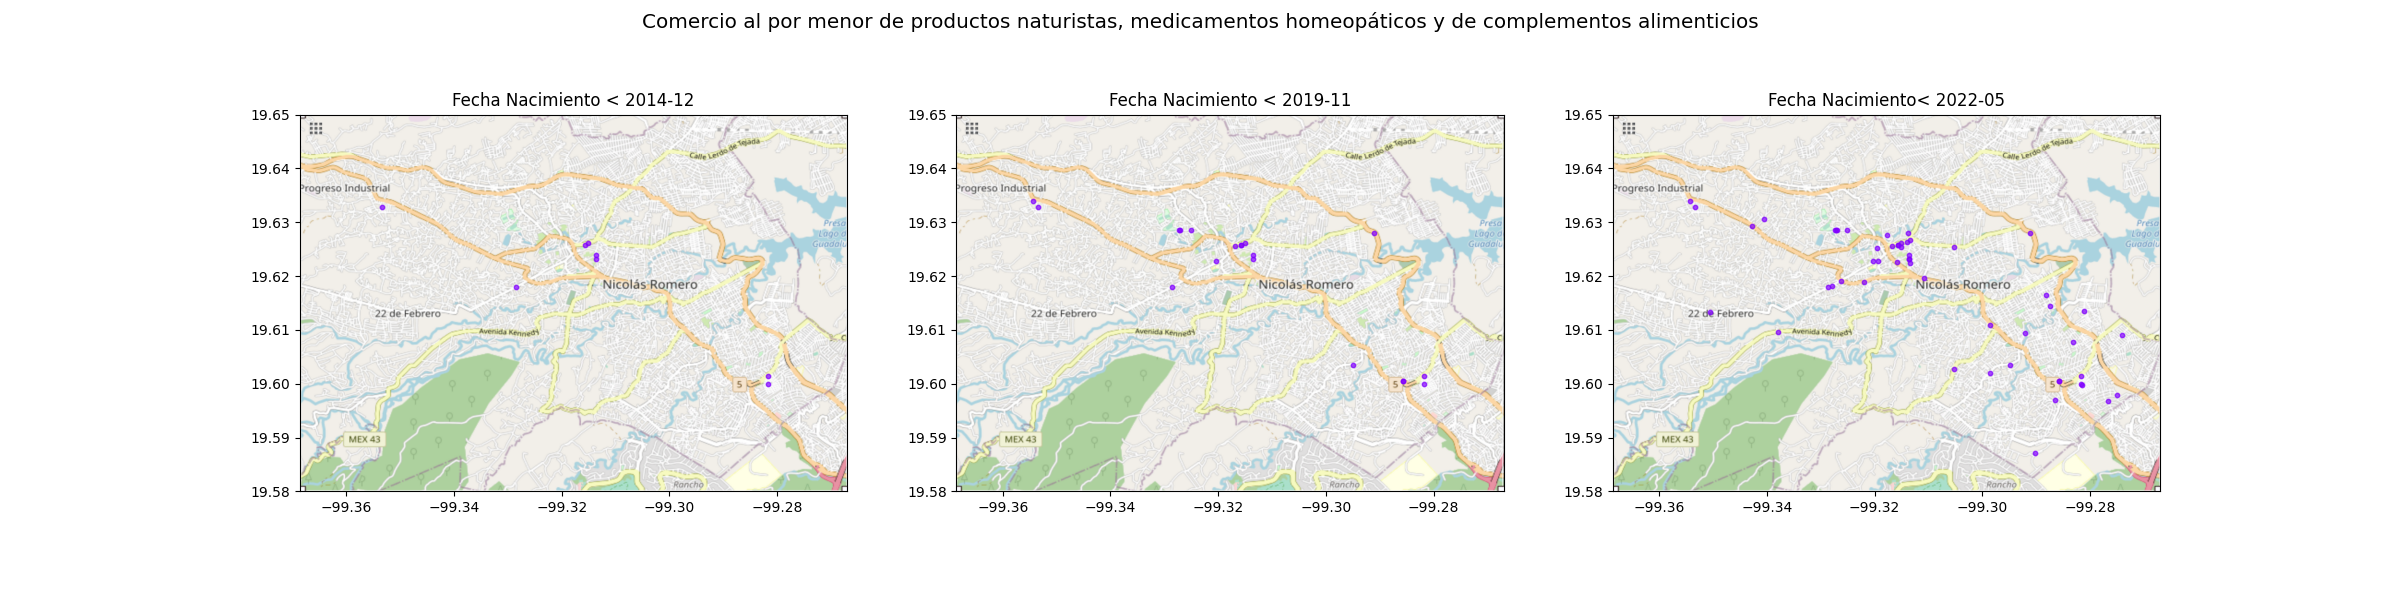 Comercio al por menor de productos naturistas, medicamentos homeopáticos y de complementos alimenticios
Fecha Nacimiento < 2014-12
19.65
19.64
19.63
19.62
19.61
19.60
19.59
19.58
−99.36
−99.34
−99.32
−99.30
−99.28
Calle Lerdo de Tejada
Progreso Industrial
Presa
Lago d
Guadalu
Nicolás Romero
22 de Febrero
Avenida Kennedy
5
MEX 43
Rancho
Fecha Nacimiento < 2019-11
19.65
19.64
19.63
19.62
19.61
19.60
19.59
19.58
−99.36
−99.34
−99.32
−99.30
−99.28
Calle Lerdo de Tejada
Progreso Industrial
Presa
Lago d
Guadalu
Nicolás Romero
22 de Febrero
Avenida Kennedy
5
MEX 43
Rancho
Fecha Nacimiento< 2022-05
19.65
19.64
19.63
19.62
19.61
19.60
19.59
19.58
−99.36
−99.34
−99.32
−99.30
−99.28
Calle Lerdo de Tejada
Progreso Industrial
Presa
Lago d
Guadalu
Nicolás Romero
22 de Febrero
Avenida Kennedy
5
MEX 43
Rancho